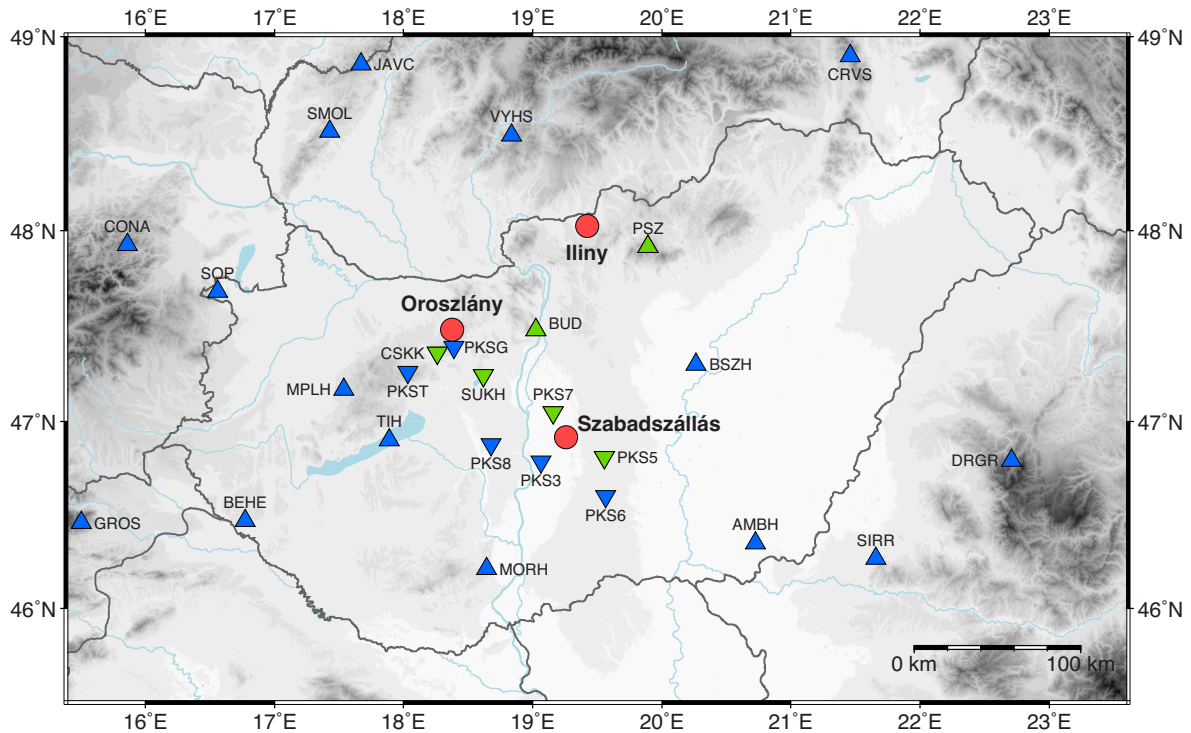 16˚E 17˚E 18˚E 19˚E 20˚E 21˚E 22˚E 23˚E
49˚N 49˚N
JAVC
CRVS
SMOL
VYHS
CONA
48˚N 48˚N
PSZ
Iliny
SOP
Oroszlány
BUD
CSKK PKSG
BSZH
MPLH PKST SUKH PKS7
47˚N 47˚N
TIH Szabadszállás
PKS8 PKS5
PKS3 DRGR
BEHE PKS6
GROS AMBH
SIRR
MORH
46˚N 46˚N
0 km 100 km
16˚E 17˚E 18˚E 19˚E 20˚E 21˚E 22˚E 23˚E